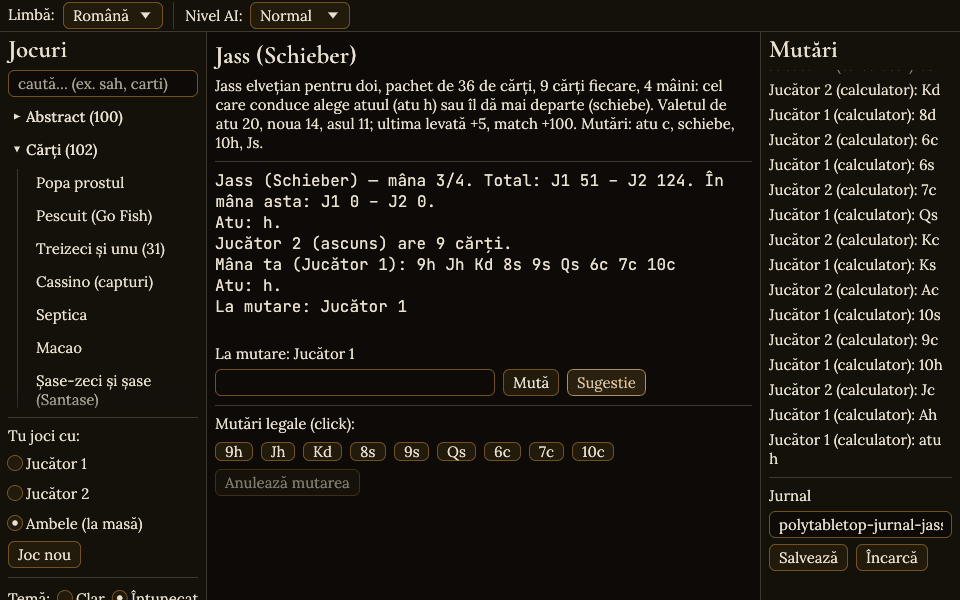 Limbă: Română ▼ Nivel AI: Normal ▼
Jocuri
caută... (ex. sah, carti)
▸ Abstract (100)
▾ Cărți (102)
Popa prostul
Pescuit (Go Fish)
Treizeci și unu (31)
Cassino (capturi)
Septica
Macao
Șase-zeci și șase
(Santase)
Tu joci cu:
Jucător 1
Jucător 2
Ambele (la masă)
Joc nou
Temă: Clar Întunecat
Jass (Schieber)
Jass elvețian pentru doi, pachet de 36 de cărți, 9 cărți fiecare, 4 mâini: cel
care conduce alege atuul (atu h) sau îl dă mai departe (schiebe). Valetul de
atu 20, noua 14, asul 11; ultima levată +5, match +100. Mutări: atu c, schiebe,
10h, Js.
Jass (Schieber) — mâna 3/4. Total: J1 51 – J2 124. În
mâna asta: J1 0 – J2 0.
Atu: h.
Jucător 2 (ascuns) are 9 cărți.
Mâna ta (Jucător 1): 9h Jh Kd 8s 9s Qs 6c 7c 10c
Atu: h.
La mutare: Jucător 1
La mutare: Jucător 1
Mută Sugestie
Mutări legale (click):
9h Jh Kd 8s 9s Qs 6c 7c 10c
Anulează mutarea
Mutări
Jucător 2 (calculator): Kd
Jucător 1 (calculator): 8d
Jucător 2 (calculator): 6c
Jucător 1 (calculator): 6s
Jucător 2 (calculator): 7c
Jucător 1 (calculator): Qs
Jucător 2 (calculator): Kc
Jucător 1 (calculator): Ks
Jucător 2 (calculator): Ac
Jucător 1 (calculator): 10s
Jucător 2 (calculator): 9c
Jucător 1 (calculator): 10h
Jucător 2 (calculator): Jc
Jucător 1 (calculator): Ah
Jucător 1 (calculator): atu
h
Jurnal
polytabletop-jurnal-jass
Salvează Încarcă